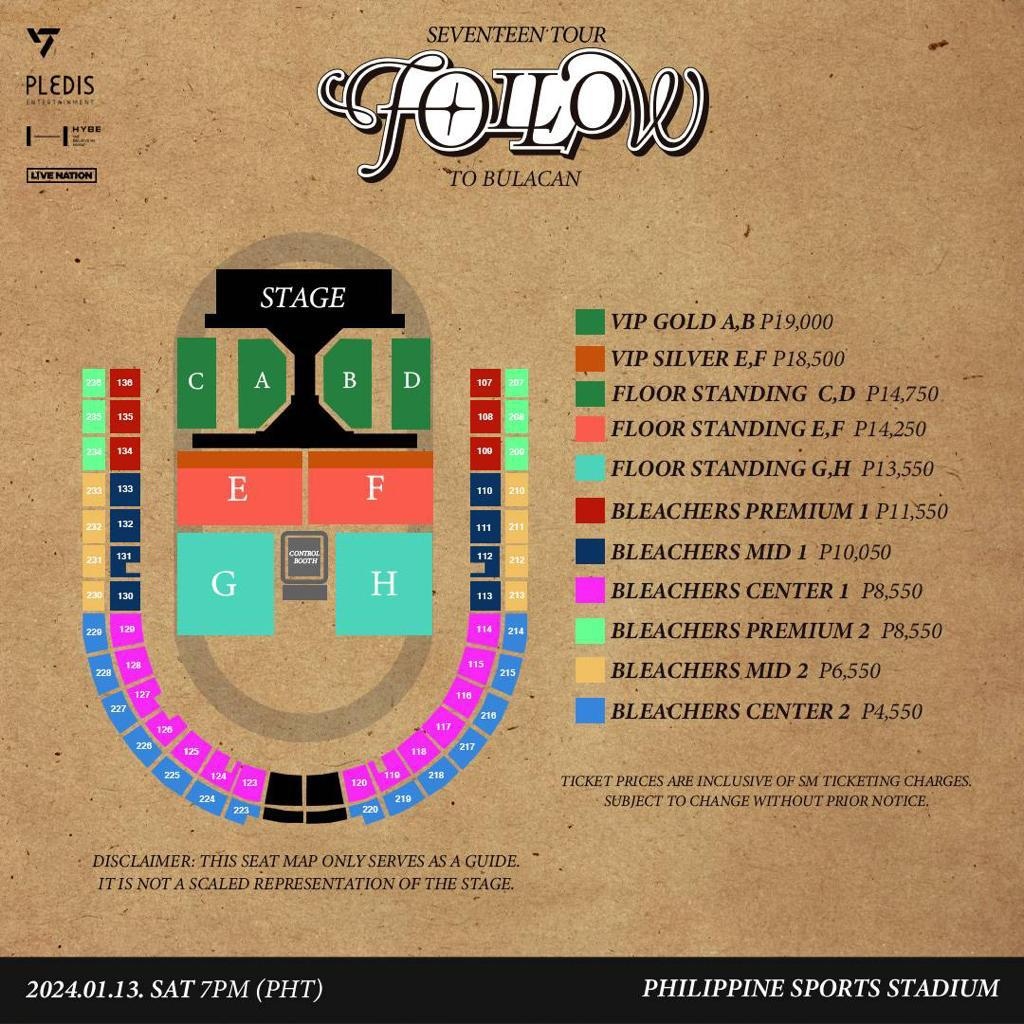 SEVENTEEN TOUR
FOLLOW
TO BULACAN
PLEDIS
ENTERTAINMENT
HYBE
LIVE NATION
STAGE
C A B D
E F
CONTROL
BOOTH
G H
236 136 107 207
235 135 108 208
234 134 109 209
233 133 110 210
232 132 111 211
231 131 112 212
230 130 113 213
229 129 114 214
228 128 115 215
227 127 116 216
226 126 117 217
225 125 118 218
224 124 119 219
223 123 120 220
VIP GOLD A,B P19,000
VIP SILVER E,F P18,500
FLOOR STANDING C,D P14,750
FLOOR STANDING E,F P14,250
FLOOR STANDING G,H P13,550
BLEACHERS PREMIUM 1 P11,550
BLEACHERS MID 1 P10,050
BLEACHERS CENTER 1 P8,550
BLEACHERS PREMIUM 2 P8,550
BLEACHERS MID 2 P6,550
BLEACHERS CENTER 2 P4,550
TICKET PRICES ARE INCLUSIVE OF SM TICKETING CHARGES.
SUBJECT TO CHANGE WITHOUT PRIOR NOTICE.
DISCLAIMER: THIS SEAT MAP ONLY SERVES AS A GUIDE.
IT IS NOT A SCALED REPRESENTATION OF THE STAGE.
2024.01.13. SAT 7PM (PHT)
PHILIPPINE SPORTS STADIUM